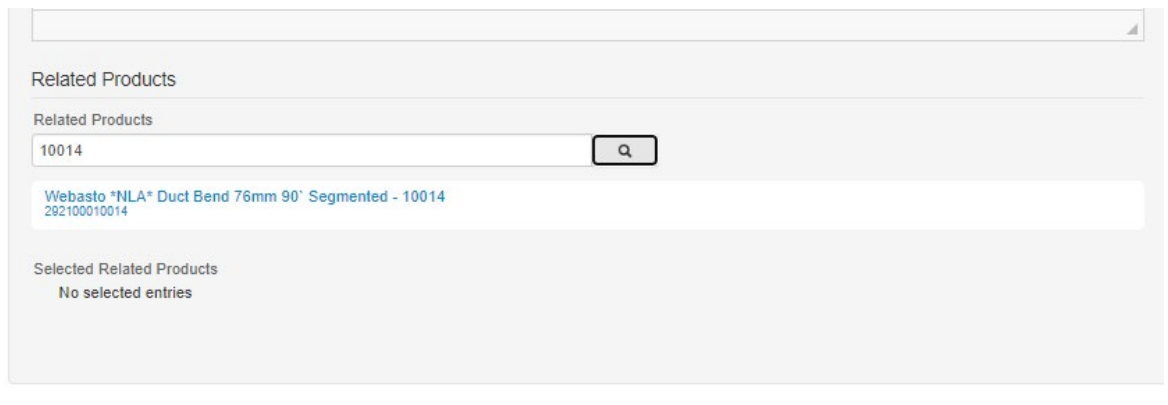 Related Products
Related Products
10014
Webasto *NLA* Duct Bend 76mm 90` Segmented - 10014
292100010014
Selected Related Products
No selected entries